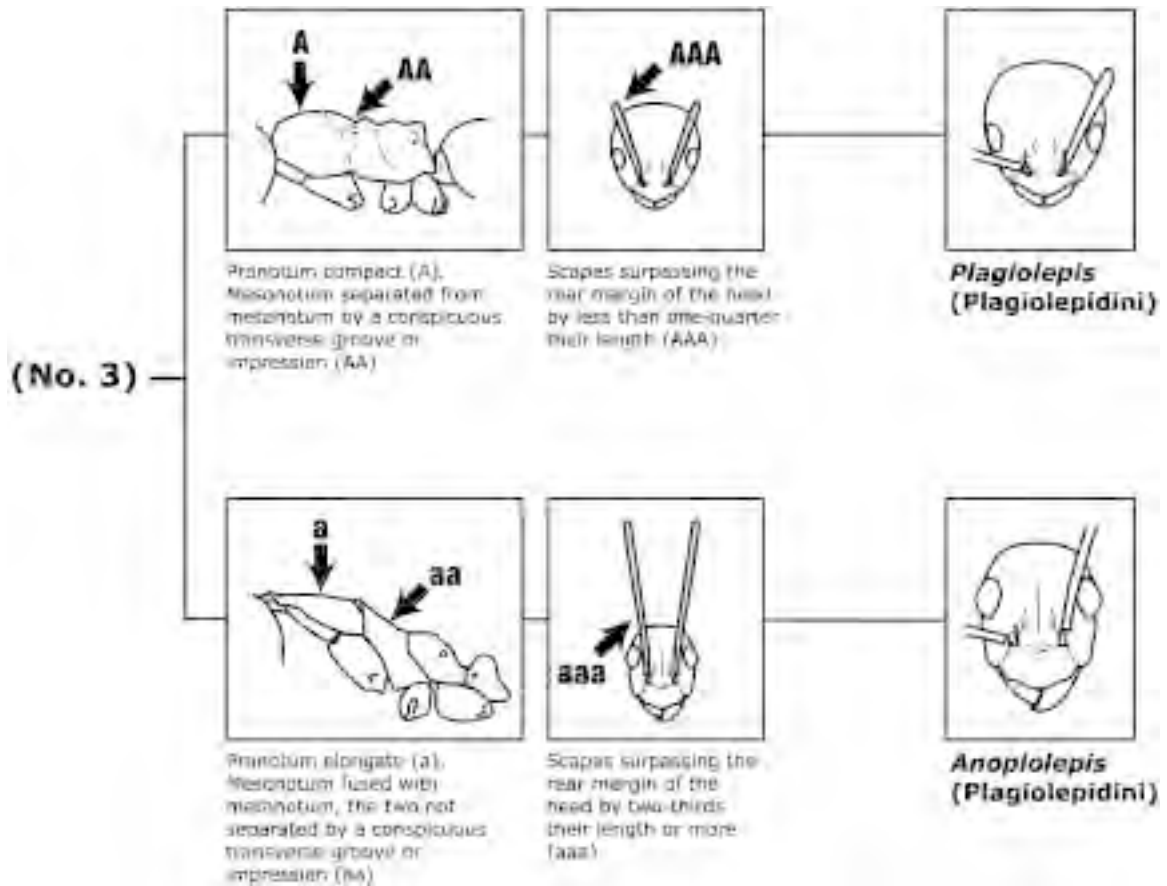 A
AA
AAA
Pronotum compact (A).
Mesonotum separated from
metanotum by a conspicuous
transverse groove or
impression (AA)
Scapes surpassing the
rear margin of the head
by less than one-quarter
their length (AAA)
Plagiolepis
(Plagiolepidini)
(No. 3)
a
aa
aaa
Pronotum elongate (a).
Mesonotum fused with
metanotum, the two not
separated by a conspicuous
transverse groove or
impression (aa)
Scapes surpassing the
rear margin of the
head by two-thirds
their length or more
(aaa)
Anoplolepis
(Plagiolepidini)